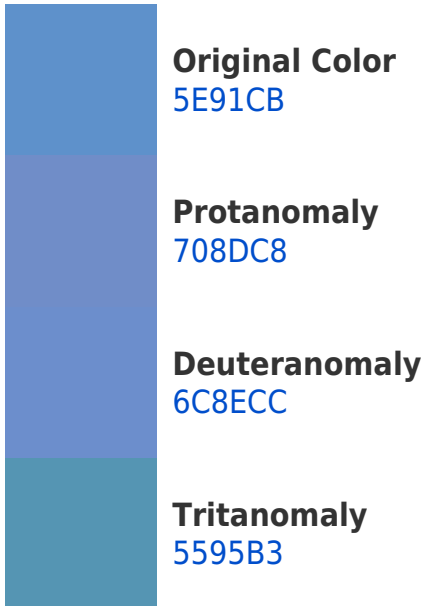 Original Color
5E91CB
Protanomaly
708DC8
Deuteranomaly
6C8ECC
Tritanomaly
5595B3